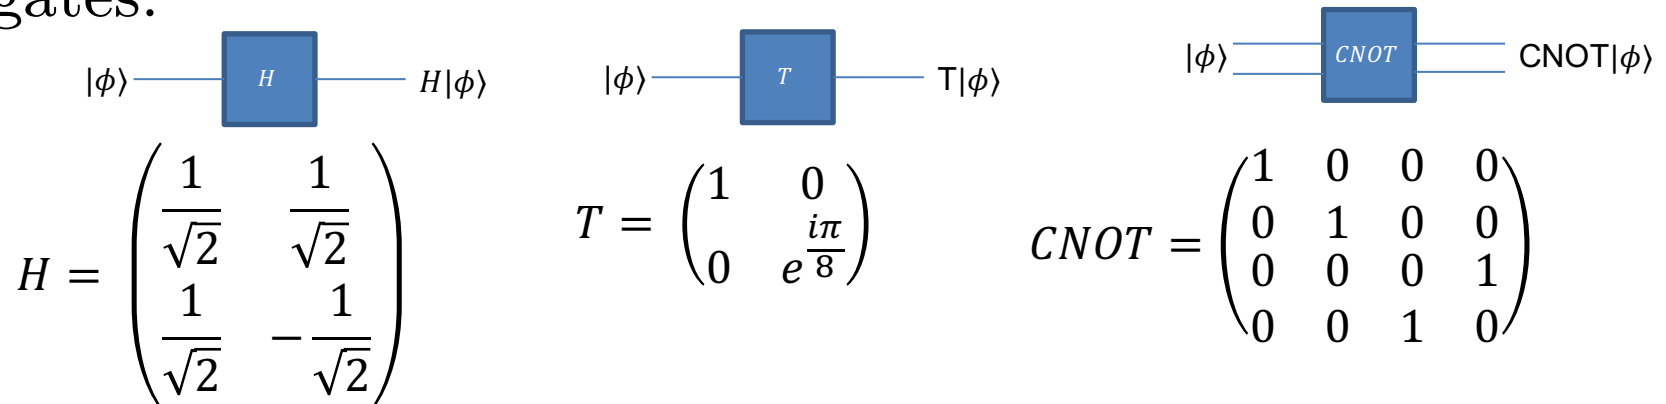 gates:
|ϕ⟩ H H|ϕ⟩
|ϕ⟩ T T|ϕ⟩
|ϕ⟩ CNOT CNOT|ϕ⟩
H = ( 1/√2 1/√2
1/√2 −1/√2 )
T = ( 1 0
0 e^{iπ/8} )
CNOT = ( 1 0 0 0
0 1 0 0
0 0 0 1
0 0 1 0 )